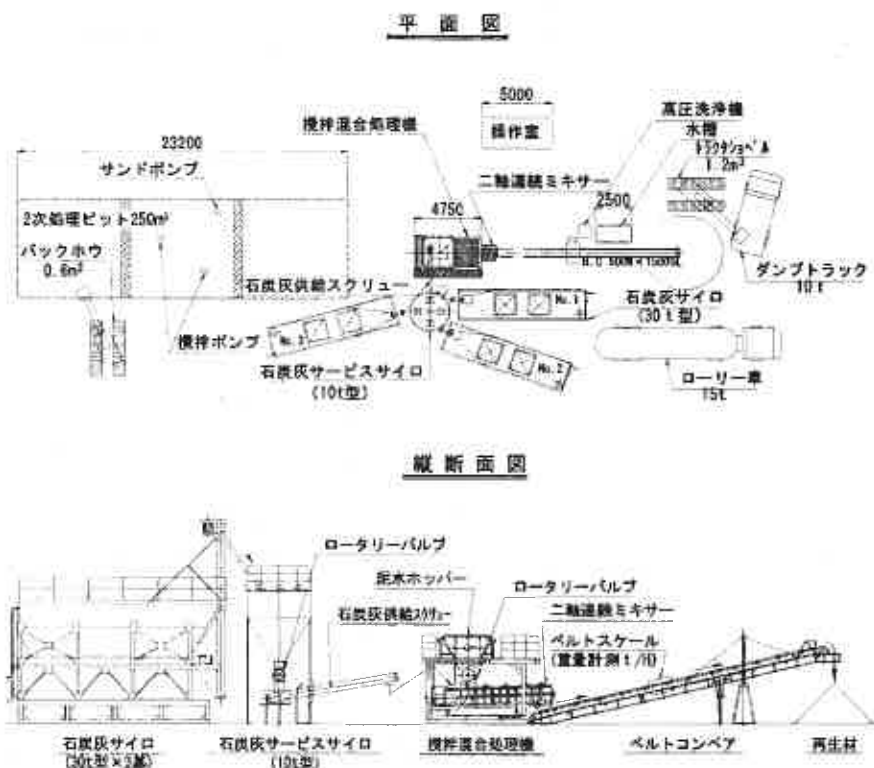 平面図
5000
高圧洗浄機
攪拌混合処理機
操作室
水槽
23200
トラクタショベル
1.2m³
サンドポンプ
二軸連続ミキサー
2500
4750
2次処理ピット250m³
バックホウ
0.6m³
ダンプトラック
10t
石炭灰供給スクリュー
No.1
石炭灰サイロ
(30t型)
攪拌ポンプ
No.3
No.2
石炭灰サービスサイロ
(10t型)
ローリー車
15t
縦断面図
ロータリーバルブ
泥水ホッパー
ロータリーバルブ
石炭灰供給スクリュー
二軸連続ミキサー
ベルトスケール
(重量計測t/H)
石炭灰サイロ
(30t型×3基)
石炭灰サービスサイロ
(10t型)
攪拌混合処理機
ベルトコンベア
再生材